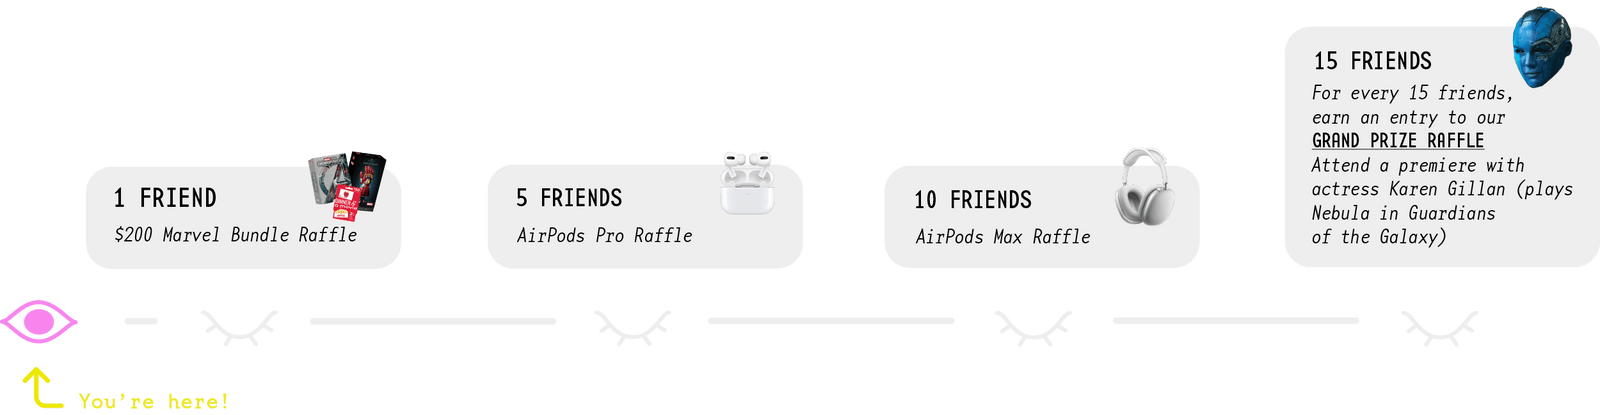 1 FRIEND
$200 Marvel Bundle Raffle
5 FRIENDS
AirPods Pro Raffle
10 FRIENDS
AirPods Max Raffle
15 FRIENDS
For every 15 friends,
earn an entry to our
GRAND PRIZE RAFFLE
Attend a premiere with
actress Karen Gillan (plays
Nebula in Guardians
of the Galaxy)
You're here!